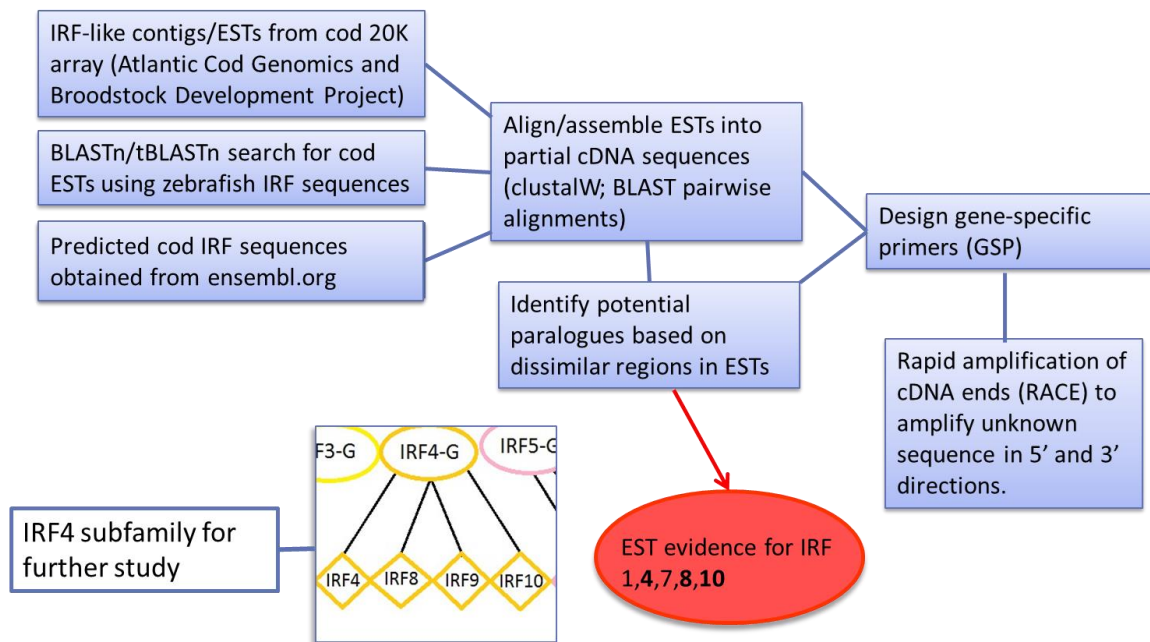 IRF-like contigs/ESTs from cod 20K
array (Atlantic Cod Genomics and
Broodstock Development Project)
BLASTn/tBLASTn search for cod
ESTs using zebrafish IRF sequences
Predicted cod IRF sequences
obtained from ensembl.org
Align/assemble ESTs into
partial cDNA sequences
(clustalW; BLAST pairwise
alignments)
Identify potential
paralogues based on
dissimilar regions in ESTs
Design gene-specific
primers (GSP)
Rapid amplification of
cDNA ends (RACE) to
amplify unknown
sequence in 5’ and 3’
directions.
IRF4 subfamily for
further study
F3-G
IRF4-G
IRF5-G
IRF4
IRF8
IRF9
IRF10
EST evidence for IRF
1,4,7,8,10